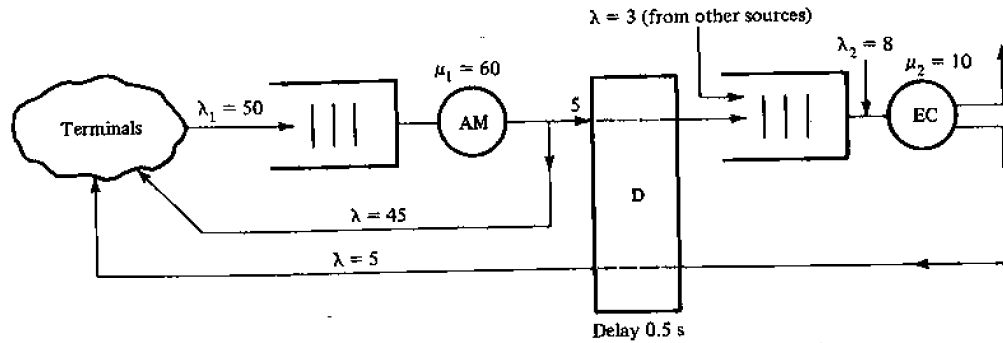 λ = 3 (from other sources)
λ₂ = 8
μ₁ = 60
μ₂ = 10
λ₁ = 50
5
Terminals
AM
EC
D
λ = 45
λ = 5
Delay 0.5 s